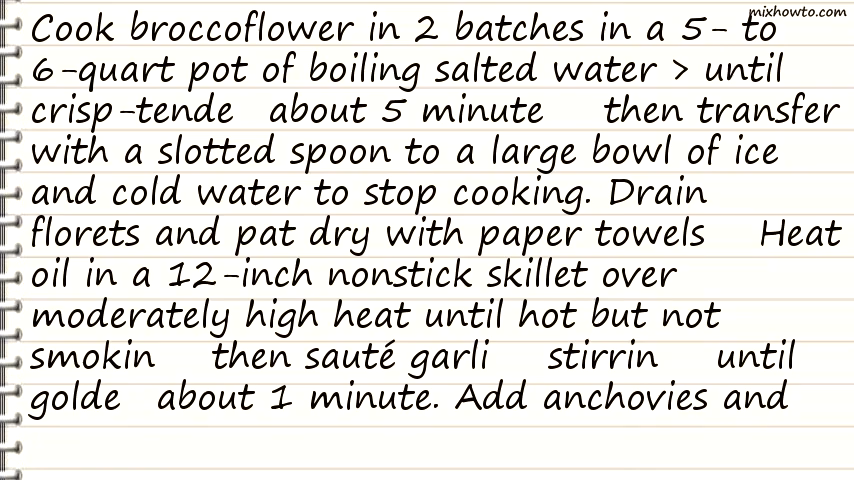 mixhowto.com
Cook broccoflower in 2 batches in a 5- to
6-quart pot of boiling salted water > until
crisp-tende about 5 minute then transfer
with a slotted spoon to a large bowl of ice
and cold water to stop cooking. Drain
florets and pat dry with paper towels Heat
oil in a 12-inch nonstick skillet over
moderately high heat until hot but not
smokin then sauté garli stirrin until
golde about 1 minute. Add anchovies and